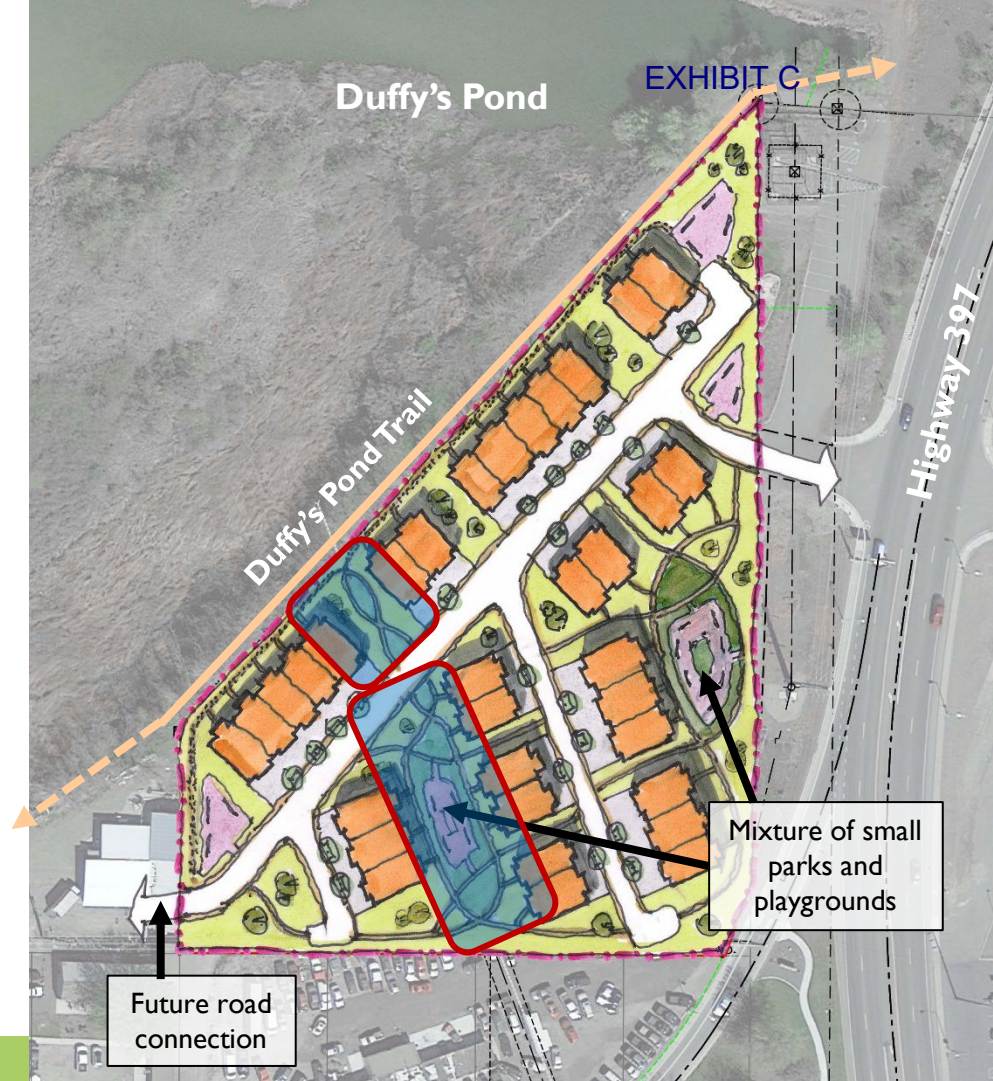 EXHIBIT C
Duffy's Pond
Highway 397
Duffy's Pond Trail
Mixture of small
parks and
playgrounds
Future road
connection